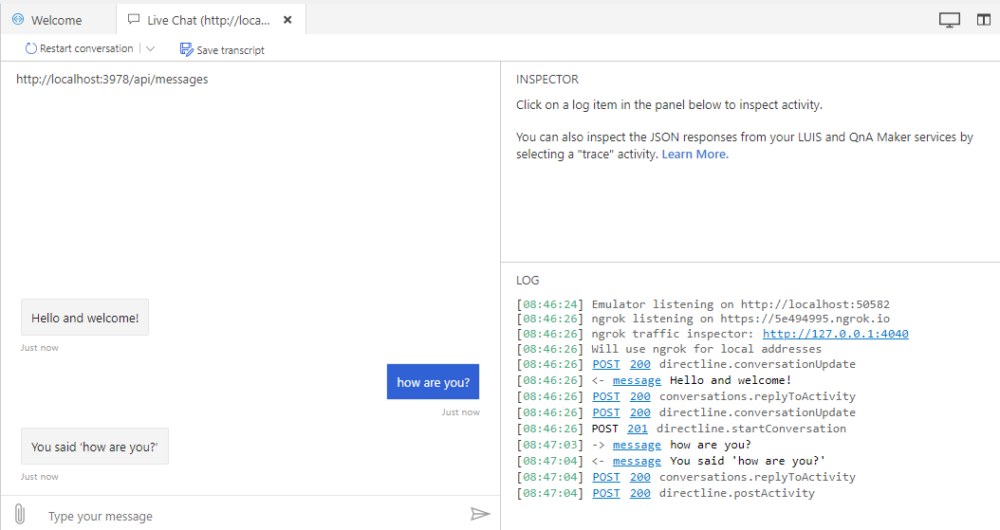 Welcome
Live Chat (http://loca...
Restart conversation
Save transcript
http://localhost:3978/api/messages
Hello and welcome!
Just now
how are you?
Just now
You said 'how are you?'
Just now
Type your message
INSPECTOR
Click on a log item in the panel below to inspect activity.
You can also inspect the JSON responses from your LUIS and QnA Maker services by
selecting a "trace" activity. Learn More.
LOG
[08:46:24] Emulator listening on http://localhost:50582
[08:46:26] ngrok listening on https://5e494995.ngrok.io
[08:46:26] ngrok traffic inspector: http://127.0.0.1:4040
[08:46:26] Will use ngrok for local addresses
[08:46:26] POST 200 directline.conversationUpdate
[08:46:26] <- message Hello and welcome!
[08:46:26] POST 200 conversations.replyToActivity
[08:46:26] POST 200 directline.conversationUpdate
[08:46:26] POST 201 directline.startConversation
[08:47:03] -> message how are you?
[08:47:04] <- message You said 'how are you?'
[08:47:04] POST 200 conversations.replyToActivity
[08:47:04] POST 200 directline.postActivity